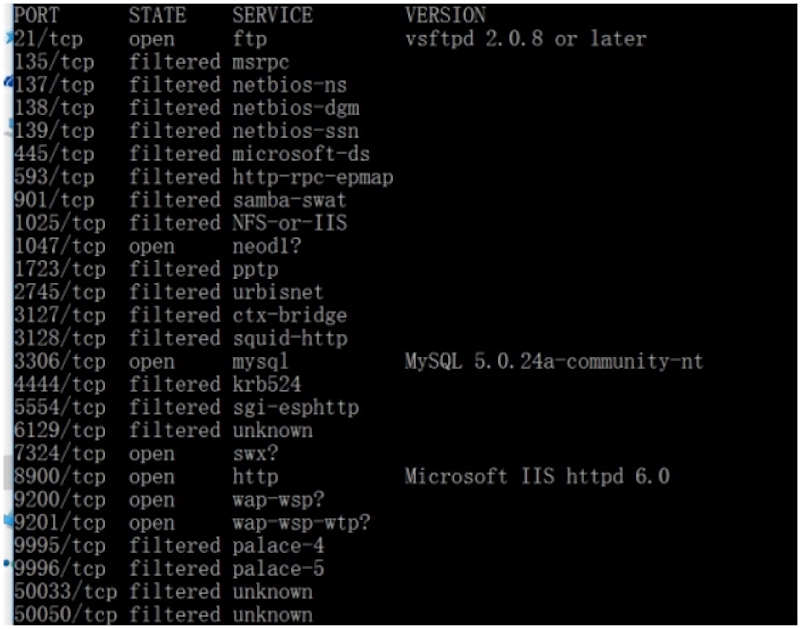 PORT STATE SERVICE VERSION
21/tcp open ftp vsftpd 2.0.8 or later
135/tcp filtered msrpc
137/tcp filtered netbios-ns
138/tcp filtered netbios-dgm
139/tcp filtered netbios-ssn
445/tcp filtered microsoft-ds
593/tcp filtered http-rpc-epmap
901/tcp filtered samba-swat
1025/tcp filtered NFS-or-IIS
1047/tcp open neod1?
1723/tcp filtered pptp
2745/tcp filtered urbisnet
3127/tcp filtered ctx-bridge
3128/tcp filtered squid-http
3306/tcp open mysql MySQL 5.0.24a-community-nt
4444/tcp filtered krb524
5554/tcp filtered sgi-esphttp
6129/tcp filtered unknown
7324/tcp open swx?
8900/tcp open http Microsoft IIS httpd 6.0
9200/tcp open wap-wsp?
9201/tcp open wap-wsp-wtp?
9995/tcp filtered palace-4
9996/tcp filtered palace-5
50033/tcp filtered unknown
50050/tcp filtered unknown